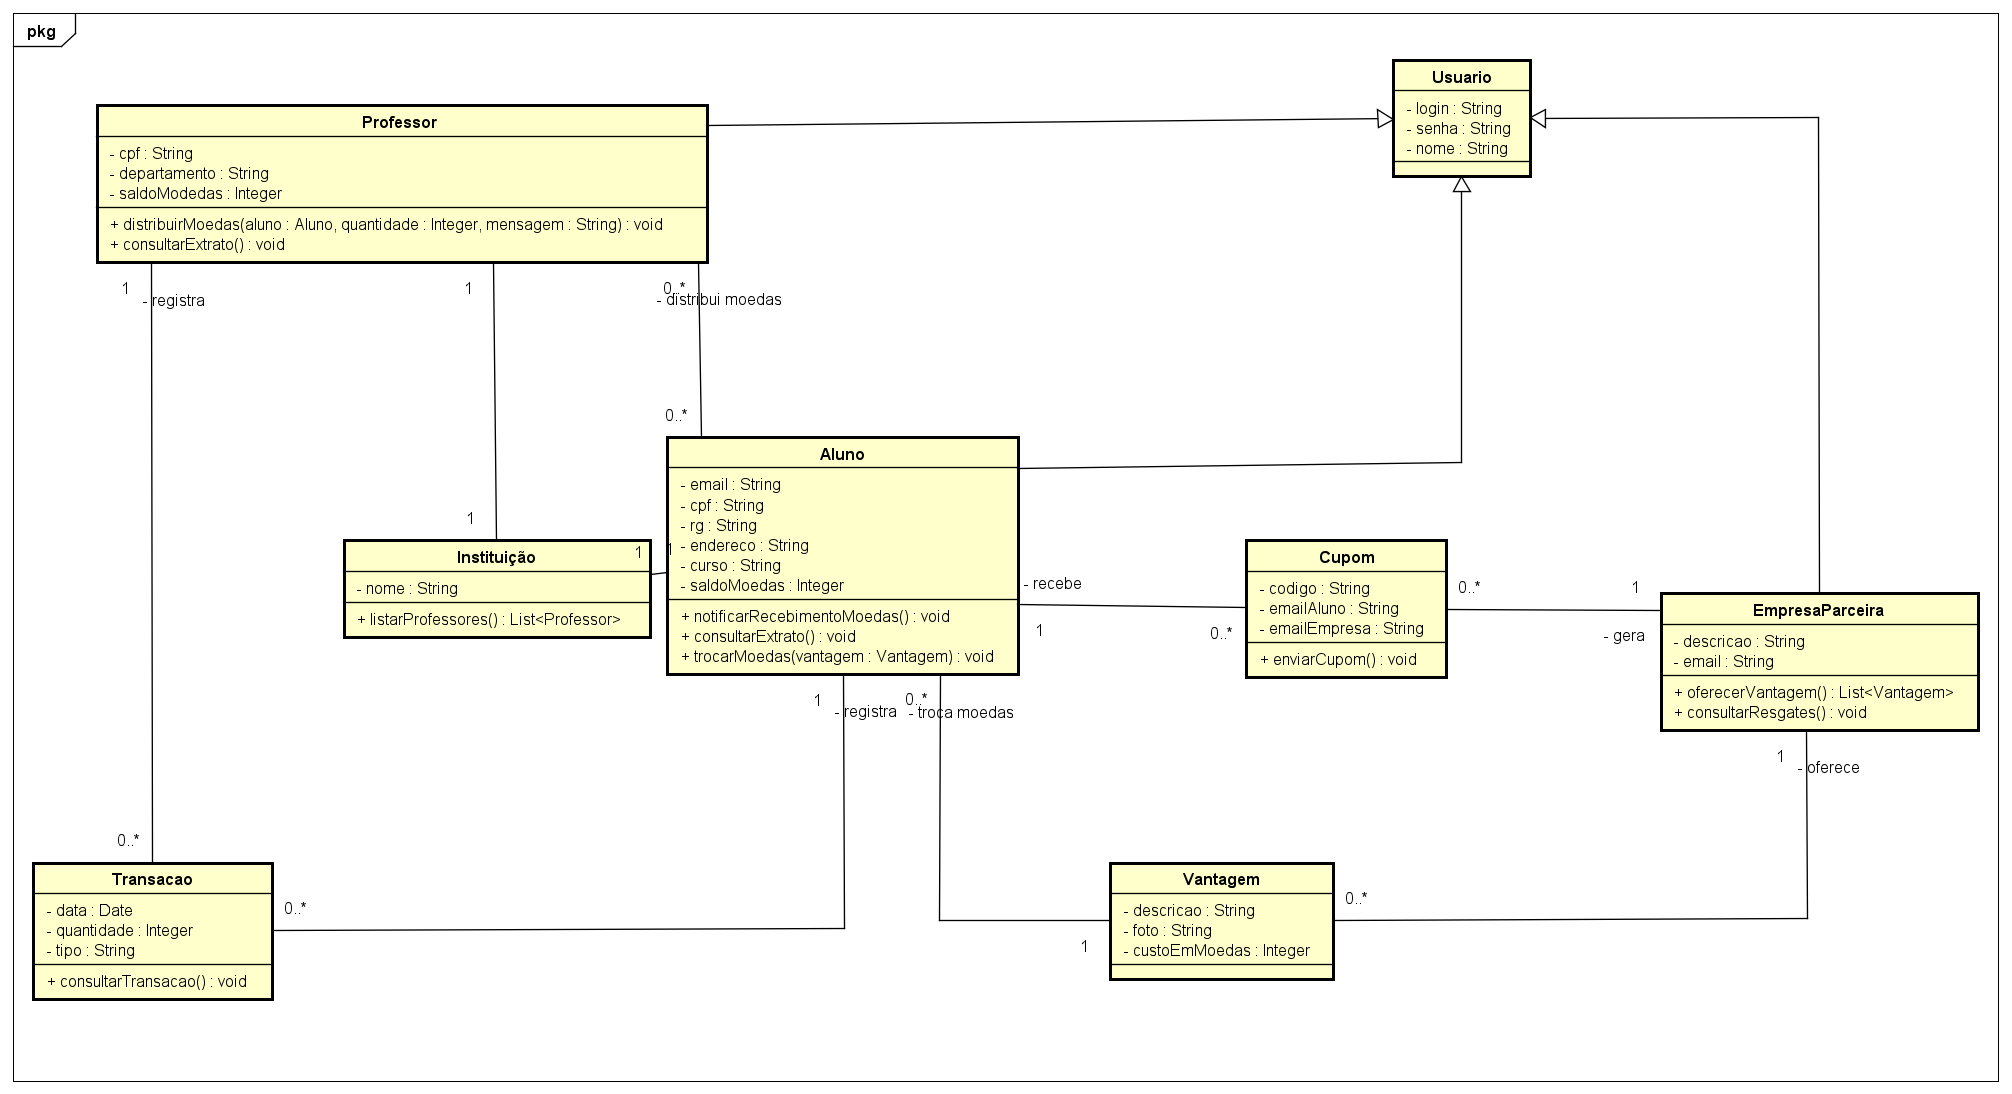 pkg
Usuario
- login : String
- senha : String
- nome : String
Professor
- cpf : String
- departamento : String
- saldoModedas : Integer
+ distribuirMoedas(aluno : Aluno, quantidade : Integer, mensagem : String) : void
+ consultarExtrato() : void
1
- registra
1
0..*
- distribui moedas
0..*
1
Aluno
- email : String
- cpf : String
- rg : String
- endereco : String
- curso : String
- saldoMoedas : Integer
+ notificarRecebimentoMoedas() : void
+ consultarExtrato() : void
+ trocarMoedas(vantagem : Vantagem) : void
Instituição
- nome : String
+ listarProfessores() : List<Professor>
1
1
- recebe
1
0..*
Cupom
- codigo : String
- emailAluno : String
- emailEmpresa : String
+ enviarCupom() : void
0..*
1
- gera
EmpresaParceira
- descricao : String
- email : String
+ oferecerVantagem() : List<Vantagem>
+ consultarResgates() : void
1
- registra
0..*
- troca moedas
1
- oferece
0..*
Transacao
- data : Date
- quantidade : Integer
- tipo : String
+ consultarTransacao() : void
0..*
Vantagem
- descricao : String
- foto : String
- custoEmMoedas : Integer
1
0..*